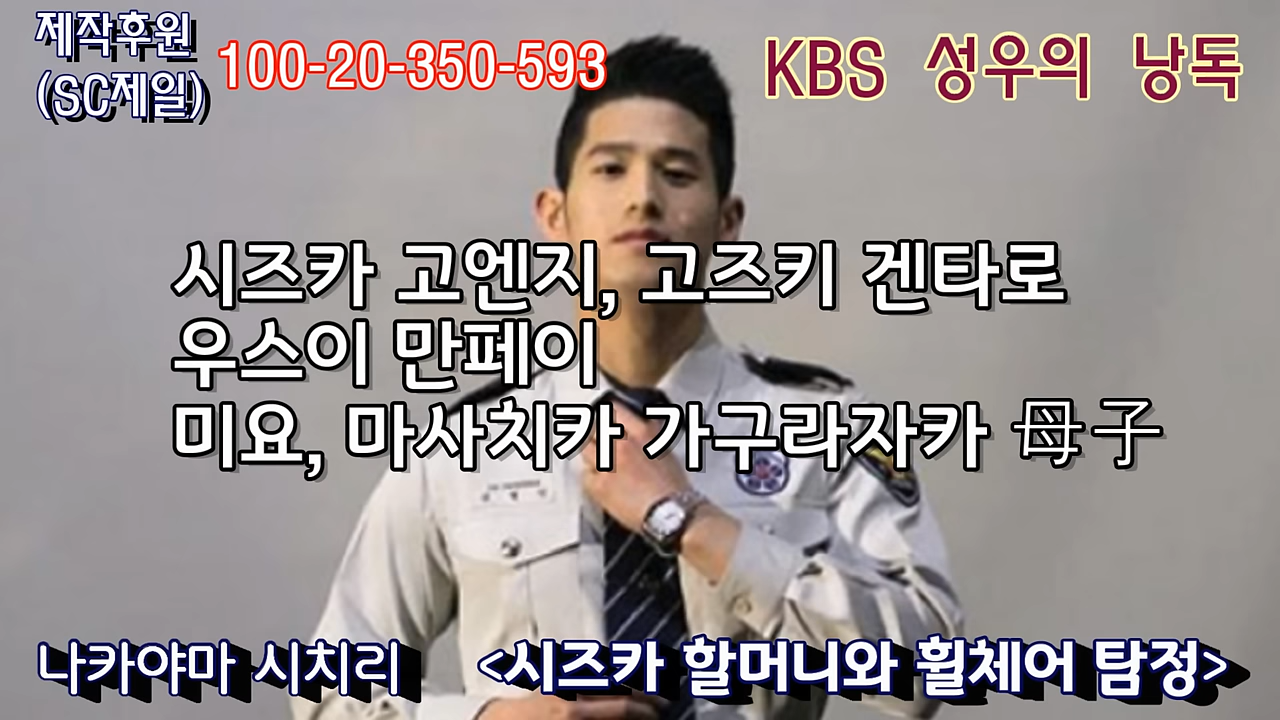 제작후원
(SC제일)
100-20-350-593
KBS 성우의 낭독
시즈카 고엔지, 고즈키 겐타로
우스이 만페이
미요, 마사치카 가구라자카 母子
나카야마 시치리 <시즈카 할머니와 휠체어 탐정>